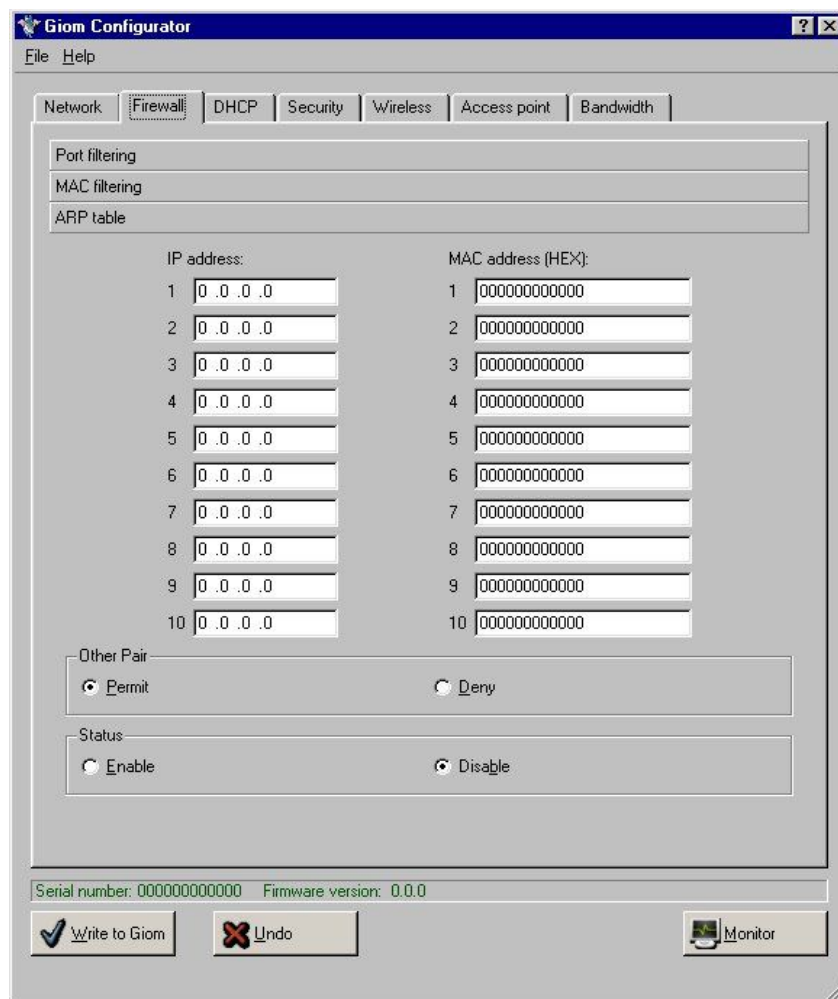 Giom Configurator
File Help
Network Firewall DHCP Security Wireless Access point Bandwidth
Port filtering
MAC filtering
ARP table
IP address: MAC address (HEX):
1 0 .0 .0 .0 1 000000000000
2 0 .0 .0 .0 2 000000000000
3 0 .0 .0 .0 3 000000000000
4 0 .0 .0 .0 4 000000000000
5 0 .0 .0 .0 5 000000000000
6 0 .0 .0 .0 6 000000000000
7 0 .0 .0 .0 7 000000000000
8 0 .0 .0 .0 8 000000000000
9 0 .0 .0 .0 9 000000000000
10 0 .0 .0 .0 10 000000000000
Other Pair
Permit Deny
Status
Enable Disable
Serial number: 000000000000 Firmware version: 0.0.0
Write to Giom Undo Monitor